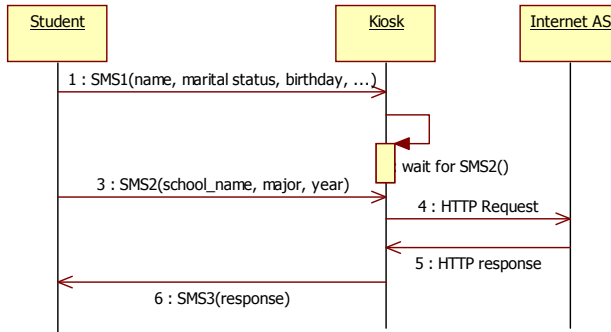 Student
Kiosk
Internet AS
1 : SMS1(name, marital status, birthday, ...)
wait for SMS2()
3 : SMS2(school_name, major, year)
4 : HTTP Request
5 : HTTP response
6 : SMS3(response)